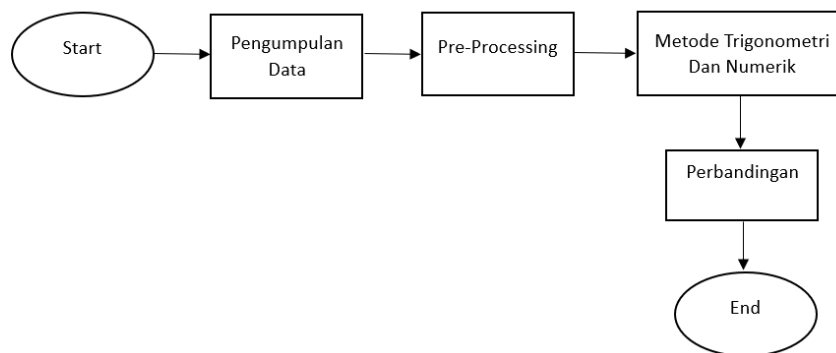 Start
Pengumpulan
Data
Pre-Processing
Metode Trigonometri
Dan Numerik
Perbandingan
End